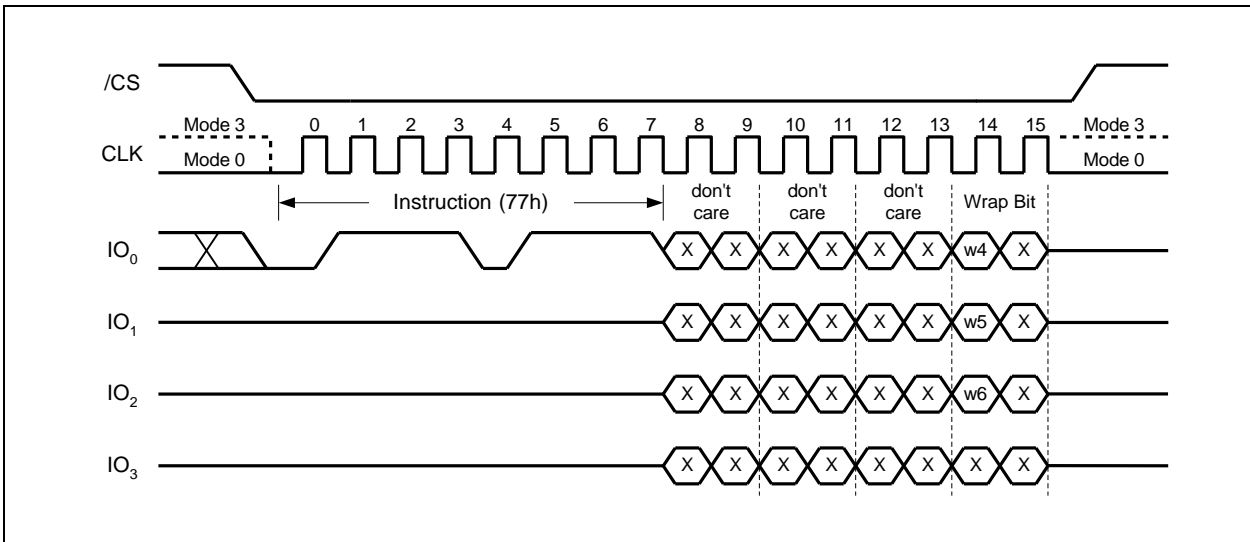 /CS
Mode 3 0 1 2 3 4 5 6 7 8 9 10 11 12 13 14 15 Mode 3
CLK Mode 0 Mode 0
Instruction (77h) don't care don't care don't care Wrap Bit
IO0 X X X X X X w4 X
IO1 X X X X X X w5 X
IO2 X X X X X X w6 X
IO3 X X X X X X X X